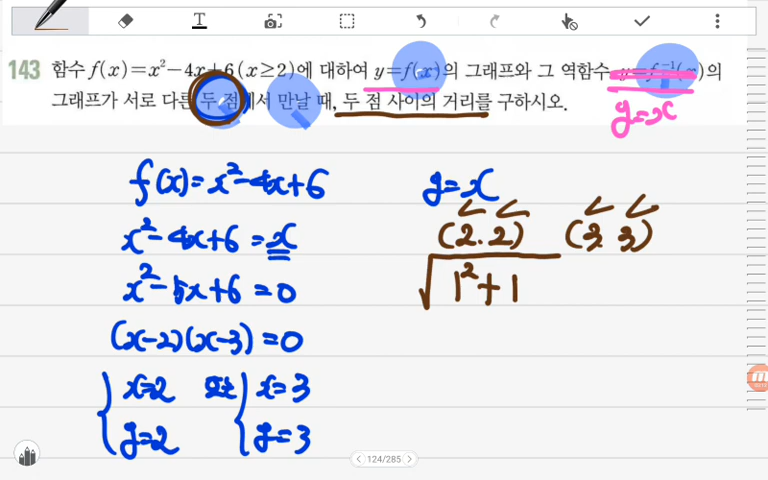 143 함수 f(x)=x²-4x+6(x≥2)에 대하여 y=f(x)의 그래프와 그 역함수 y=f⁻¹(x)의
그래프가 서로 다른 두 점에서 만날 때, 두 점 사이의 거리를 구하시오.
y=x
f(x)=x²-4x+6
x²-4x+6=x
x²-5x+6=0
(x-2)(x-3)=0
x=2 또는 x=3
y=2 y=3
y=x
(2.2) (3, 3)
√1²+1
124/285